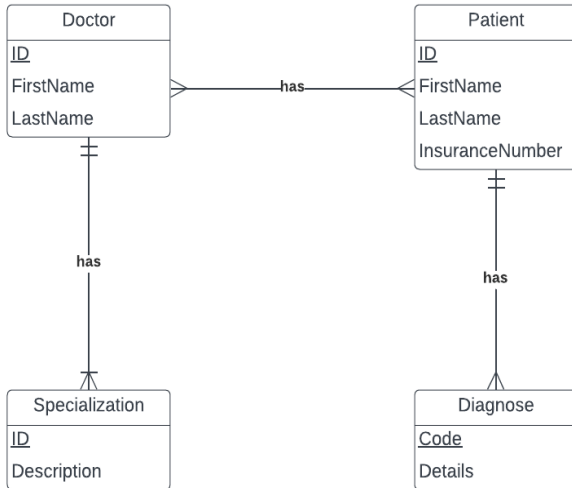 Doctor
ID
FirstName
LastName
has
Patient
ID
FirstName
LastName
InsuranceNumber
has
has
Specialization
ID
Description
Diagnose
Code
Details